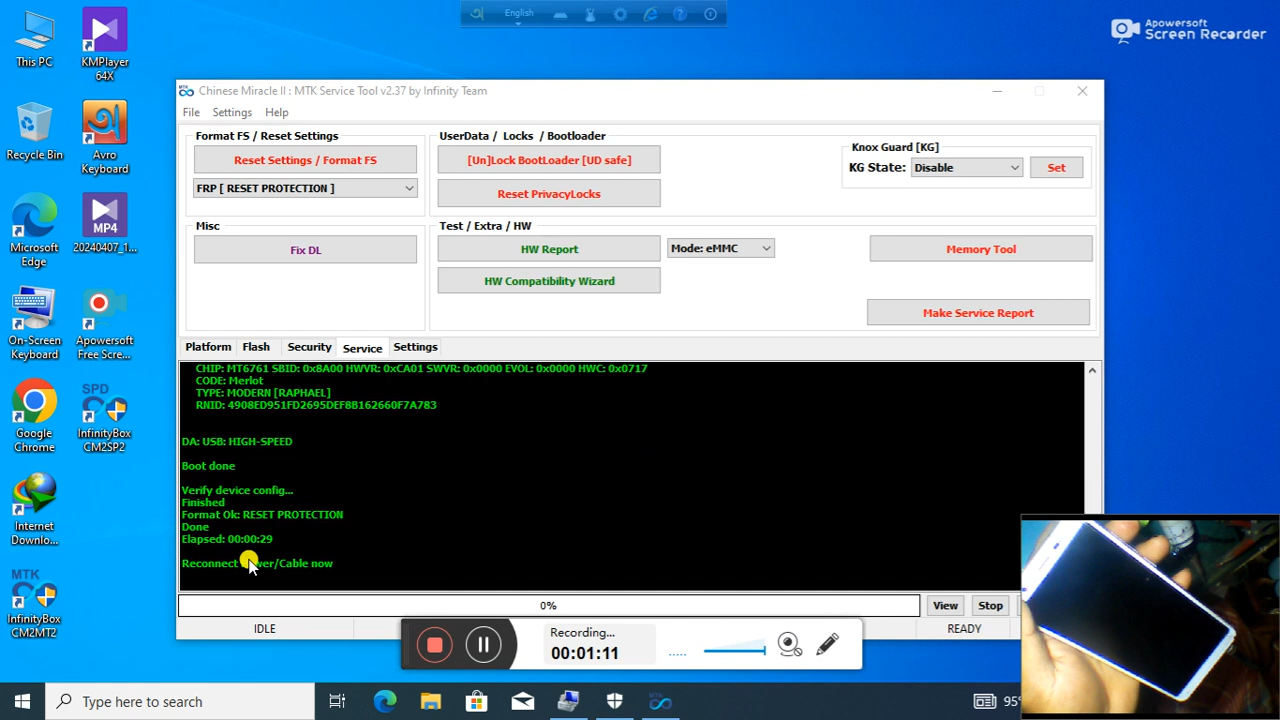 This PC
KMPlayer
64X
Recycle Bin
Avro
Keyboard
Microsoft
Edge
MP4
20240407_1...
On-Screen
Keyboard
Apowersoft
Free Scre...
Google
Chrome
SPD
InfinityBox
CM2SP2
Internet
Downlo...
MTK
InfinityBox
CM2MT2
English
Apowersoft
Screen Recorder
MTK
Chinese Miracle II : MTK Service Tool v2.37 by Infinity Team
File Settings Help
Format FS / Reset Settings
Reset Settings / Format FS
FRP [ RESET PROTECTION ]
UserData / Locks / Bootloader
[Un]Lock BootLoader [UD safe]
Reset PrivacyLocks
Knox Guard [KG]
KG State: Disable Set
Misc
Fix DL
Test / Extra / HW
HW Report Mode: eMMC Memory Tool
HW Compatibility Wizard
Make Service Report
Platform Flash Security Service Settings
CHIP: MT6761 SBID: 0x8A00 HWVR: 0xCA01 SWVR: 0x0000 EVOL: 0x0000 HWC: 0x0717
CODE: Merlot
TYPE: MODERN [RAPHAEL]
RNID: 4908ED951FD2695DEF8B162660F7A783
DA: USB: HIGH-SPEED
Boot done
Verify device config...
Finished
Format Ok: RESET PROTECTION
Done
Elapsed: 00:00:29
Reconnect wer/Cable now
0% View Stop
IDLE READY
Recording...
00:01:11
Type here to search
MTK
95°